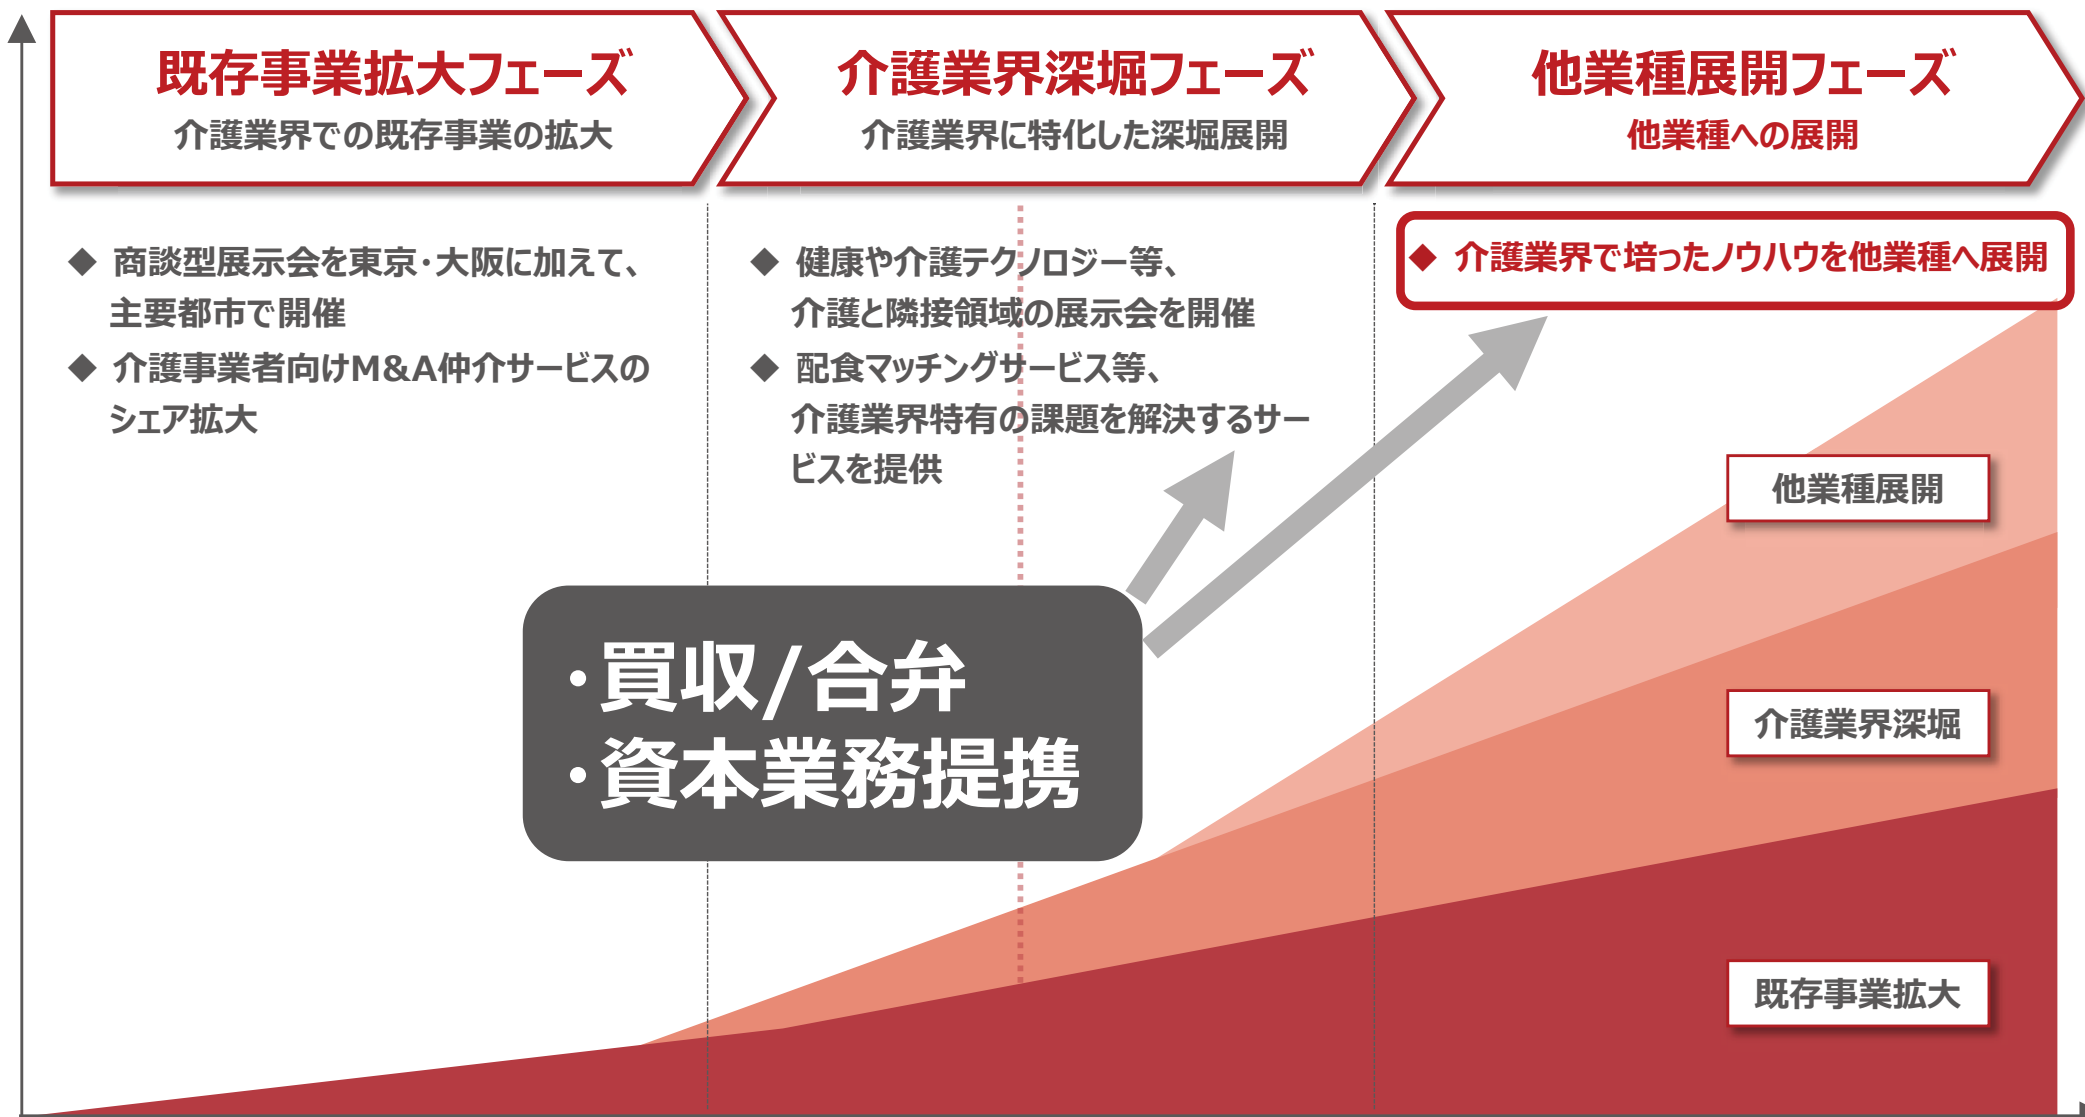 既存事業拡大フェーズ
介護業界での既存事業の拡大
介護業界深堀フェーズ
介護業界に特化した深堀展開
他業種展開フェーズ
他業種への展開
◆ 商談型展示会を東京・大阪に加えて、
主要都市で開催
◆ 介護事業者向けM&A仲介サービスの
シェア拡大
◆ 健康や介護テクノロジー等、
介護と隣接領域の展示会を開催
◆ 配食マッチングサービス等、
介護業界特有の課題を解決するサー
ビスを提供
◆ 介護業界で培ったノウハウを他業種へ展開
・買収/合弁
・資本業務提携
他業種展開
介護業界深堀
既存事業拡大